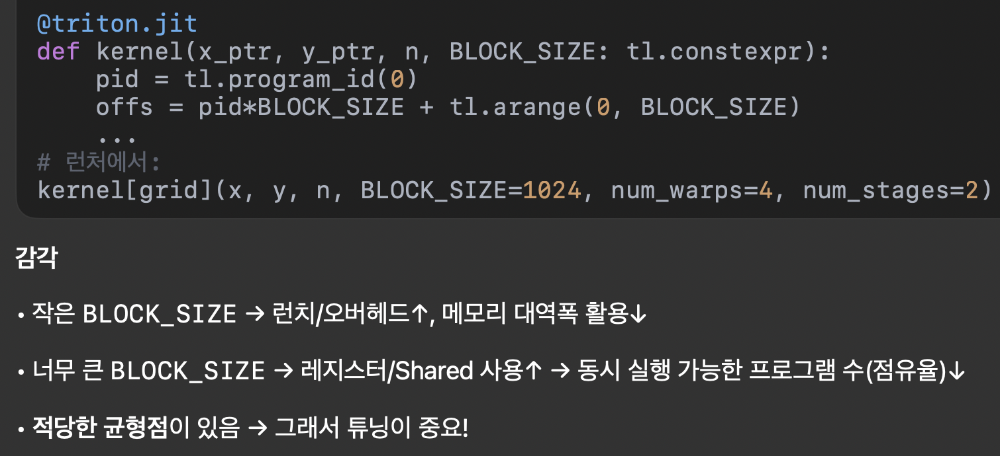 @triton.jit
def kernel(x_ptr, y_ptr, n, BLOCK_SIZE: tl.constexpr):
    pid = tl.program_id(0)
    offs = pid*BLOCK_SIZE + tl.arange(0, BLOCK_SIZE)
    ...
# 런처에서:
kernel[grid](x, y, n, BLOCK_SIZE=1024, num_warps=4, num_stages=2)
감각
• 작은 BLOCK_SIZE → 런치/오버헤드↑, 메모리 대역폭 활용↓
• 너무 큰 BLOCK_SIZE → 레지스터/Shared 사용↑ → 동시 실행 가능한 프로그램 수(점유율)↓
• 적당한 균형점이 있음 → 그래서 튜닝이 중요!